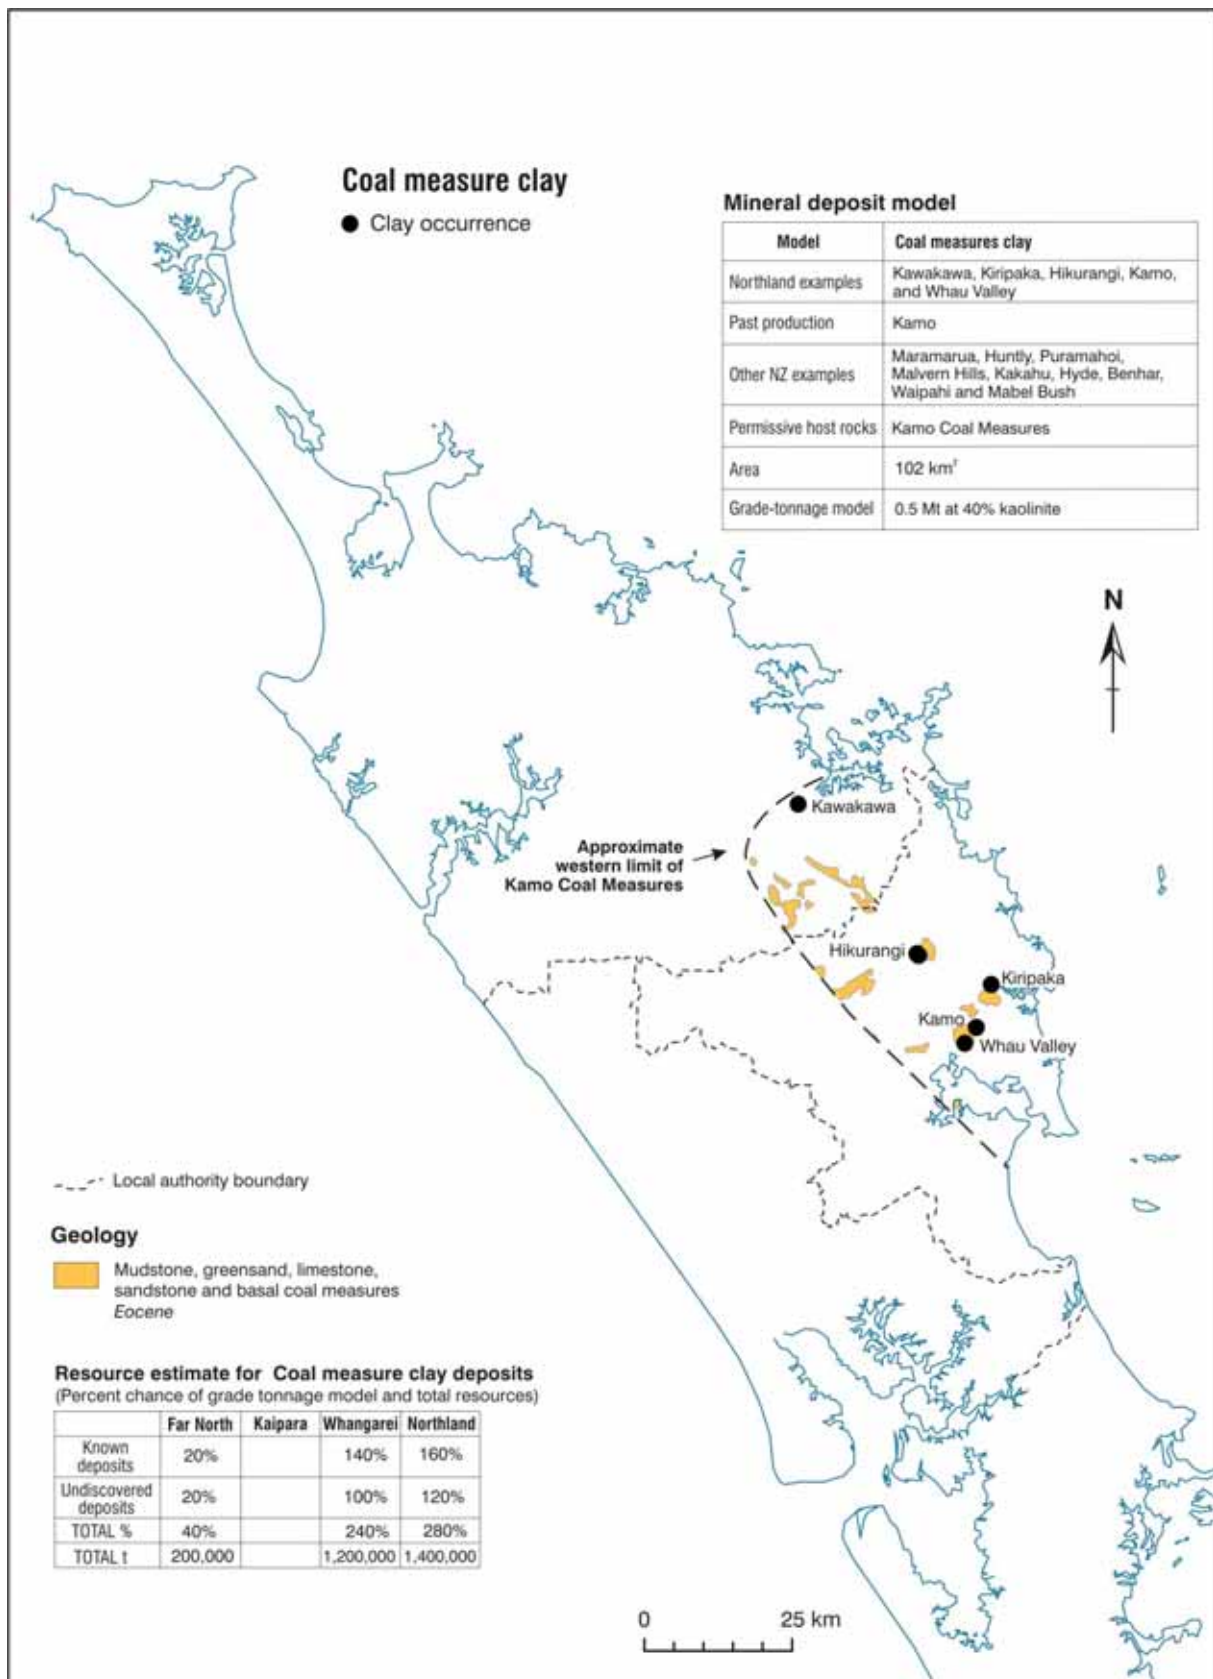 Coal measure clay
Clay occurrence
Mineral deposit model
Model Coal measures clay
Northland examples Kawakawa, Kiripaka, Hikurangi, Kamo,
and Whau Valley
Past production Kamo
Other NZ examples Maramarua, Huntly, Puramahoi,
Malvern Hills, Kakahu, Hyde, Benhar,
Waipahi and Mabel Bush
Permissive host rocks Kamo Coal Measures
Area 102 km²
Grade-tonnage model 0.5 Mt at 40% kaolinite
N
Kawakawa
Approximate
western limit of
Kamo Coal Measures
Hikurangi
Kiripaka
Kamo
Whau Valley
Local authority boundary
Geology
Mudstone, greensand, limestone,
sandstone and basal coal measures
Eocene
Resource estimate for Coal measure clay deposits
(Percent chance of grade tonnage model and total resources)
Far North Kaipara Whangarei Northland
Known
deposits 20% 140% 160%
Undiscovered
deposits 20% 100% 120%
TOTAL % 40% 240% 280%
TOTAL t 200,000 1,200,000 1,400,000
0 25 km